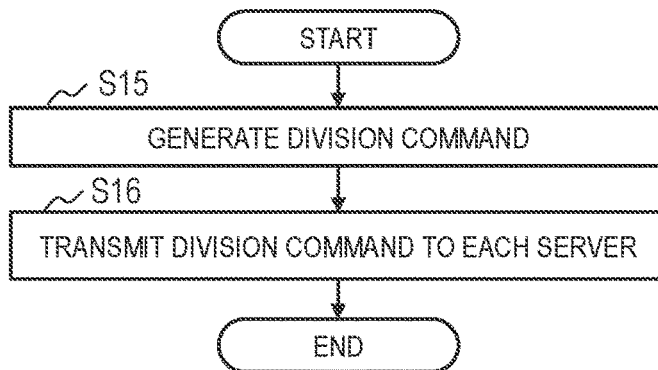 START
S15
GENERATE DIVISION COMMAND
S16
TRANSMIT DIVISION COMMAND TO EACH SERVER
END